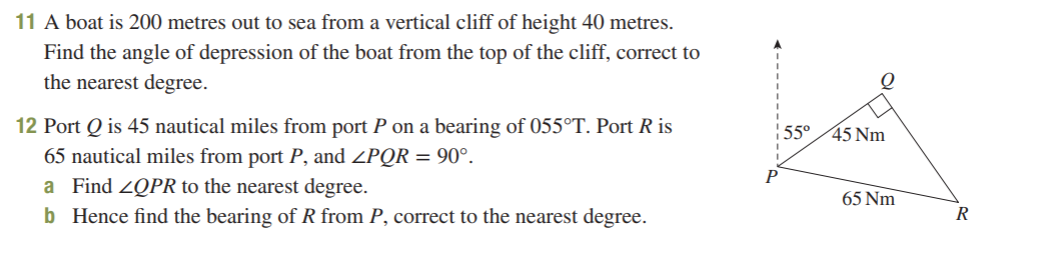 11 A boat is 200 metres out to sea from a vertical cliff of height 40 metres.
Find the angle of depression of the boat from the top of the cliff, correct to
the nearest degree.
12 Port Q is 45 nautical miles from port P on a bearing of 055°T. Port R is
65 nautical miles from port P, and ∠PQR = 90°.
a Find ∠QPR to the nearest degree.
b Hence find the bearing of R from P, correct to the nearest degree.
Q
55° 45 Nm
P
65 Nm
R